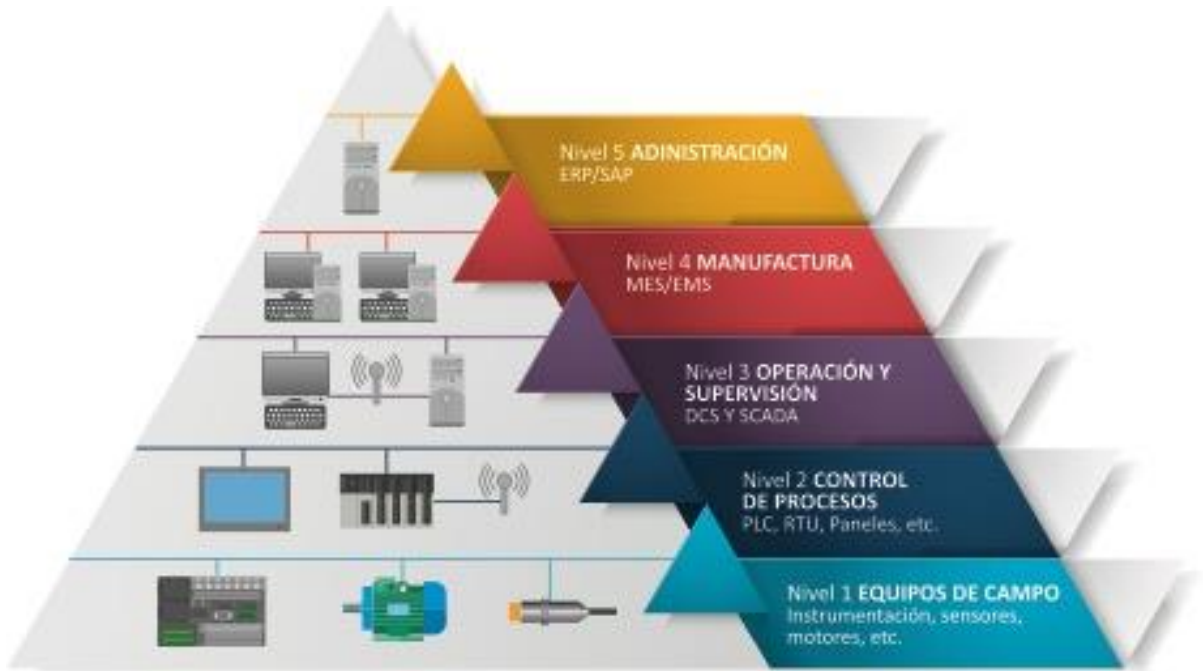 Nivel 5 ADINISTRACIÓN
ERP/SAP
Nivel 4 MANUFACTURA
MES/EMS
Nivel 3 OPERACIÓN Y
SUPERVISIÓN
DCS Y SCADA
Nivel 2 CONTROL
DE PROCESOS
PLC, RTU, Paneles, etc.
Nivel 1 EQUIPOS DE CAMPO
Instrumentación, sensores,
motores, etc.